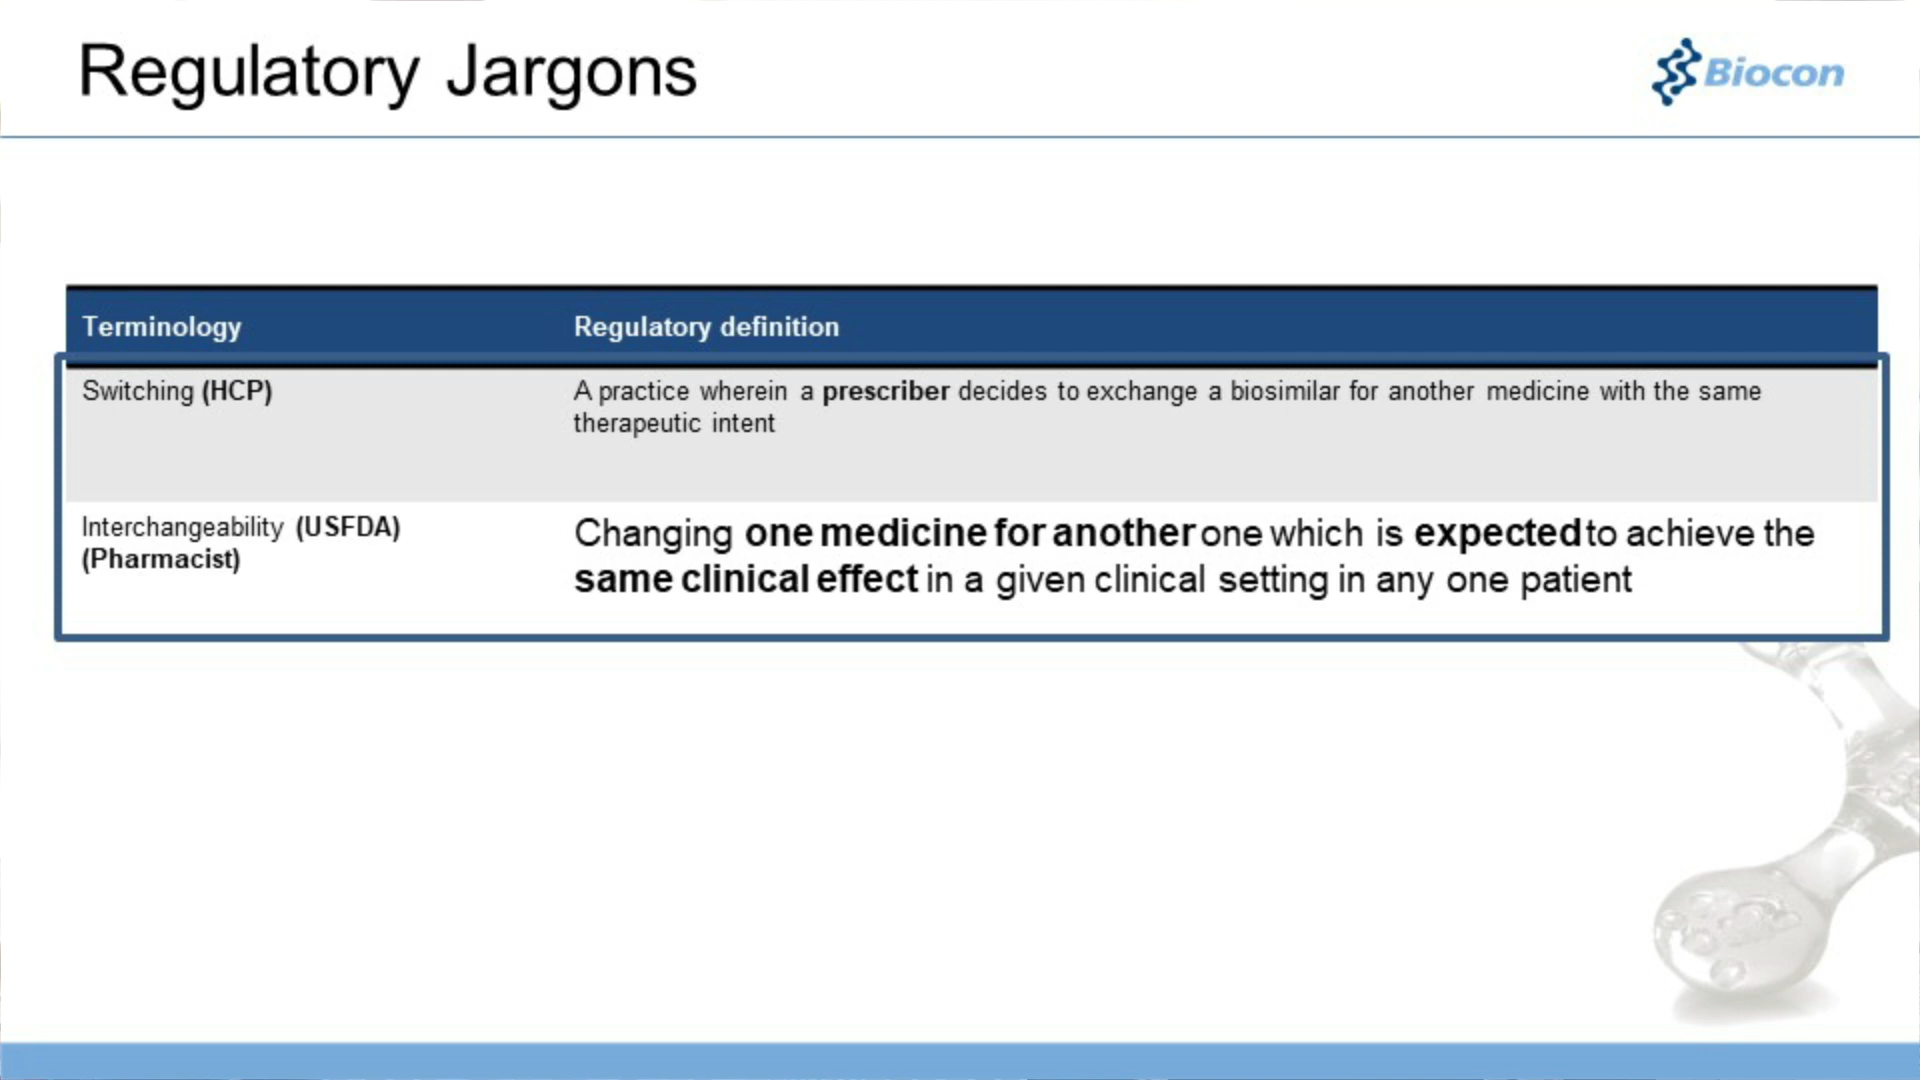 Regulatory Jargons
Biocon
Terminology
Regulatory definition
Switching (HCP)
A practice wherein a prescriber decides to exchange a biosimilar for another medicine with the same
therapeutic intent
Interchangeability (USFDA)
(Pharmacist)
Changing one medicine for another one which is expected to achieve the
same clinical effect in a given clinical setting in any one patient